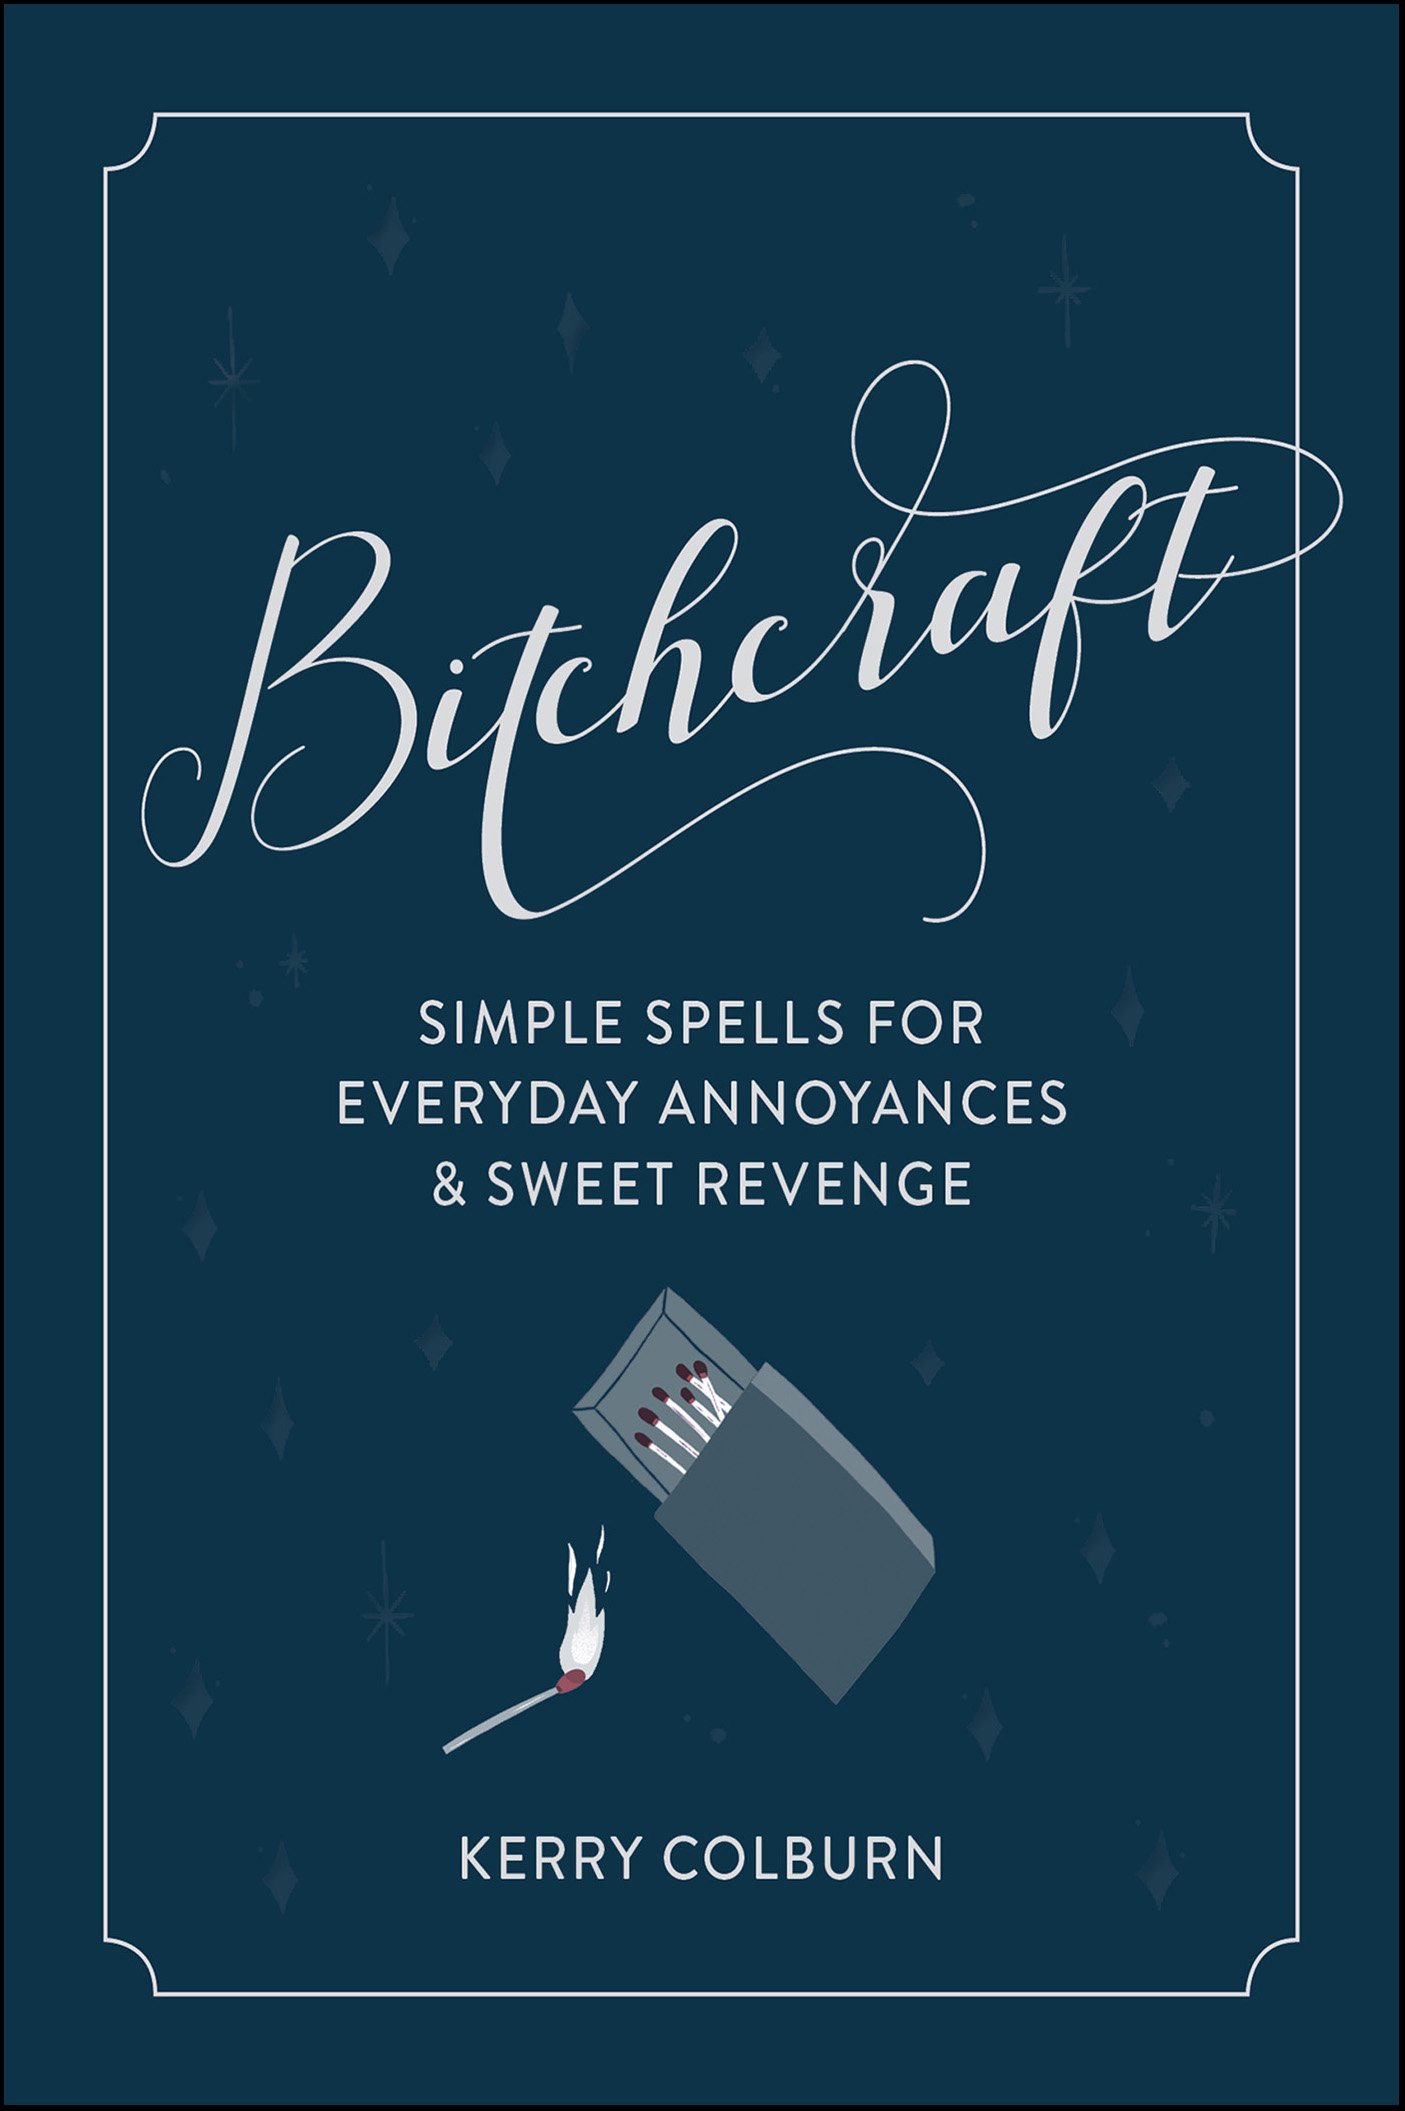 Bitchcraft
SIMPLE SPELLS FOR
EVERYDAY ANNOYANCES
& SWEET REVENGE
KERRY COLBURN